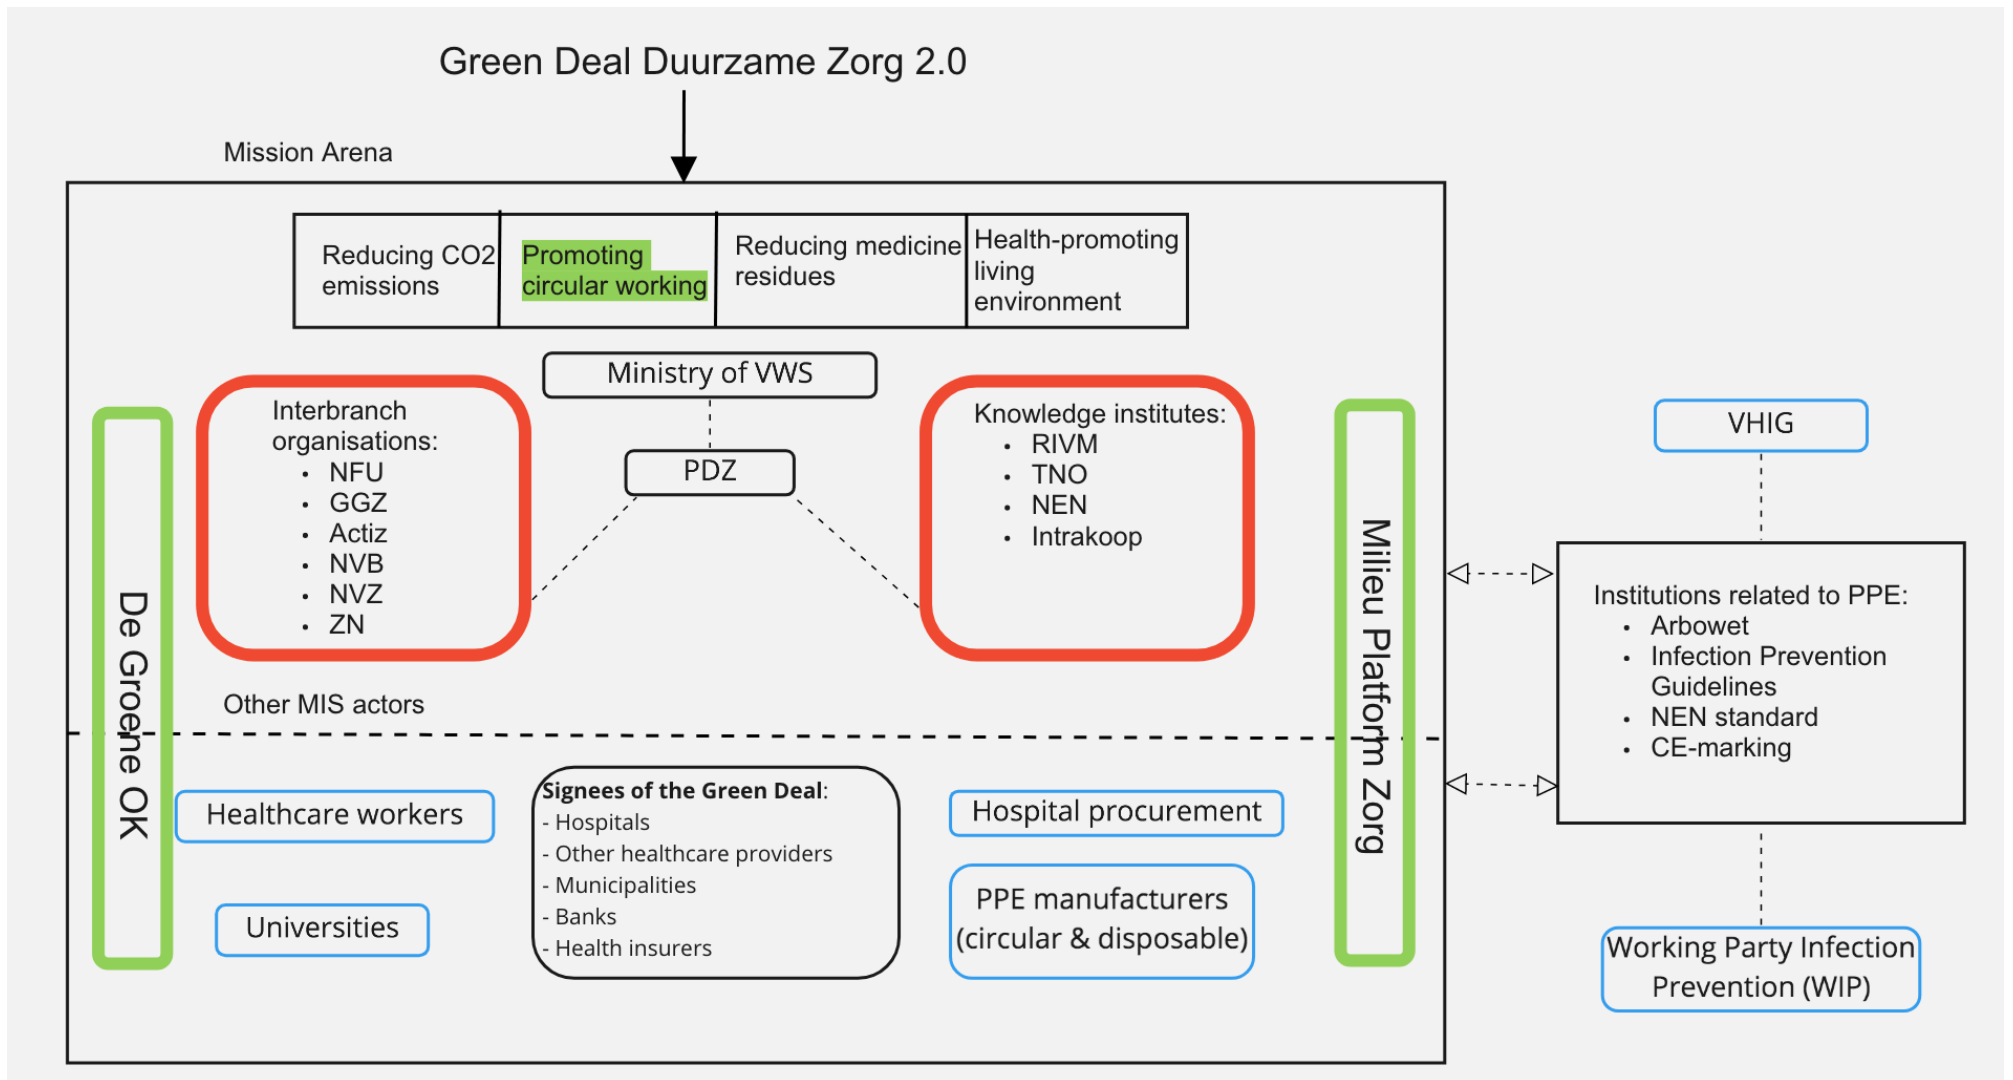 Green Deal Duurzame Zorg 2.0
Mission Arena
Reducing CO2
emissions
Promoting
circular working
Reducing medicine
residues
Health-promoting
living
environment
Ministry of VWS
PDZ
Interbranch
organisations:
• NFU
• GGZ
• Actiz
• NVB
• NVZ
• ZN
Knowledge institutes:
• RIVM
• TNO
• NEN
• Intrakoop
De Groene OK
Milieu Platform Zorg
Other MIS actors
Healthcare workers
Universities
Signees of the Green Deal:
- Hospitals
- Other healthcare providers
- Municipalities
- Banks
- Health insurers
Hospital procurement
PPE manufacturers
(circular & disposable)
VHIG
Institutions related to PPE:
• Arbowet
• Infection Prevention
Guidelines
• NEN standard
• CE-marking
Working Party Infection
Prevention (WIP)